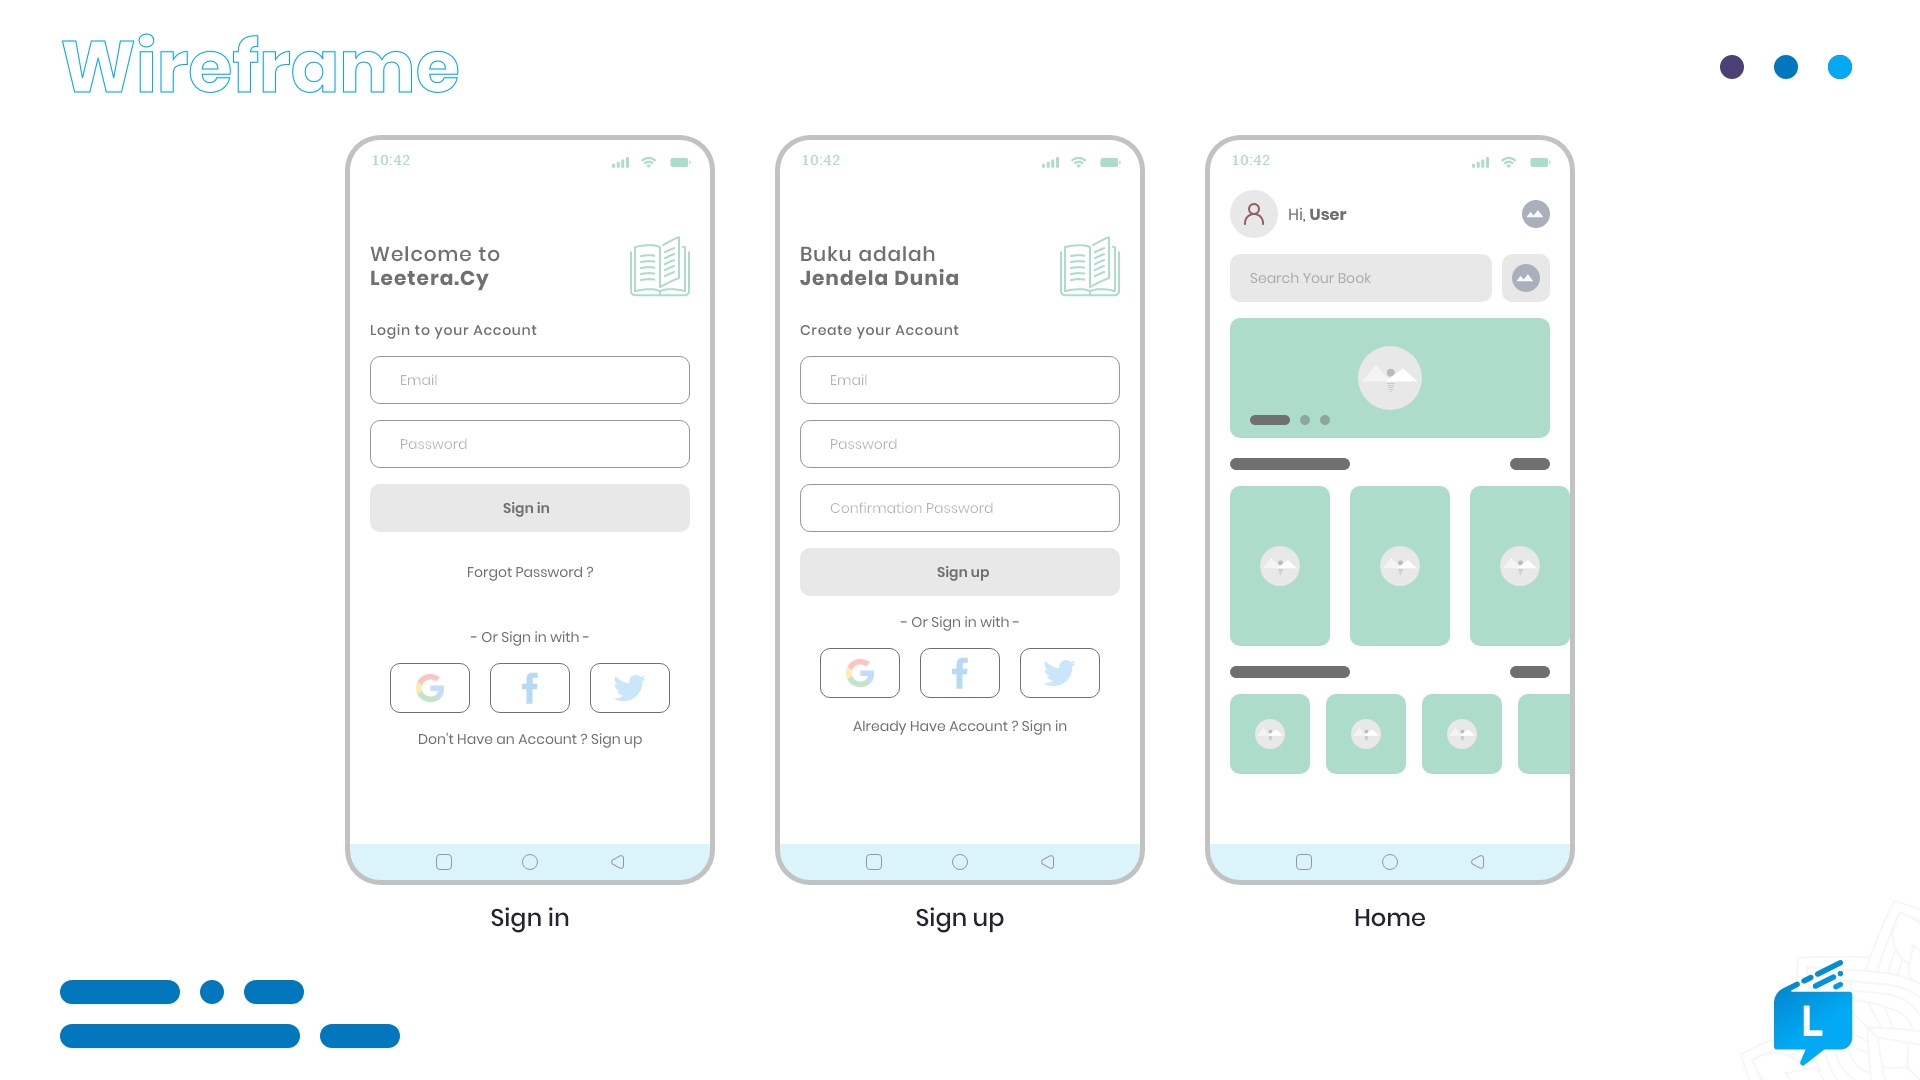 Wireframe
10:42
Welcome to
Leetera.Cy
Login to your Account
Email
Password
Sign in
Forgot Password ?
- Or Sign in with -
Don't Have an Account ? Sign up
Sign in
10:42
Buku adalah
Jendela Dunia
Create your Account
Email
Password
Confirmation Password
Sign up
- Or Sign in with -
Already Have Account ? Sign in
Sign up
10:42
Hi, User
Search Your Book
Home
L